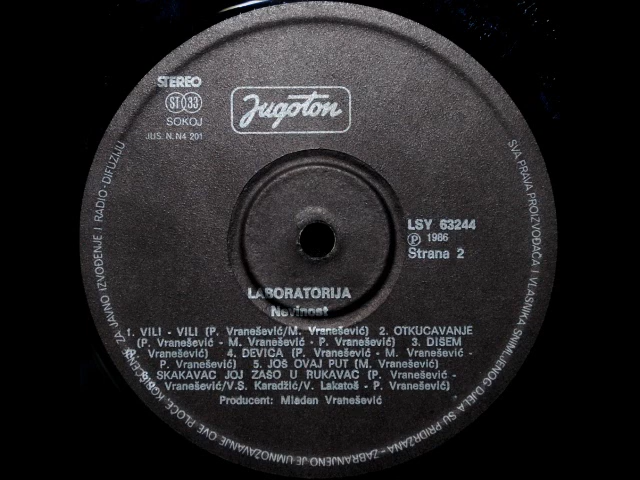 STEREO
ST 33
SOKOJ
JUS. N. N4 201
Jugoton
LSY 63244
Ⓟ 1986
Strana 2
LABORATORIJA
Nevinost
1. VILI - VILI (P. Vranešević/M. Vranešević) 2. OTKUCAVANJE
(P. Vranešević - M. Vranešević - P. Vranešević) 3. DIŠEM
(P. Vranešević) 4. DEVICA (P. Vranešević - M. Vranešević -
P. Vranešević) 5. JOŠ OVAJ PUT (M. Vranešević)
SKAKAVAC JOJ ZAŠO U RUKAVAC (P. Vranešević -
Vranešević/V.S. Karadžić/V. Lakatoš - P. Vranešević)
Producent: Mladen Vranešević
SVA PRAVA PROIZVOĐAČA I VLASNIKA SNIMLJENOG DJELA SU PRIDRŽANA - ZABRANJENO JE UMNOŽAVANJE OVE PLOČE, KORIŠĆENJE ZA JAVNO IZVOĐENJE I RADIO-DIFUZIJU